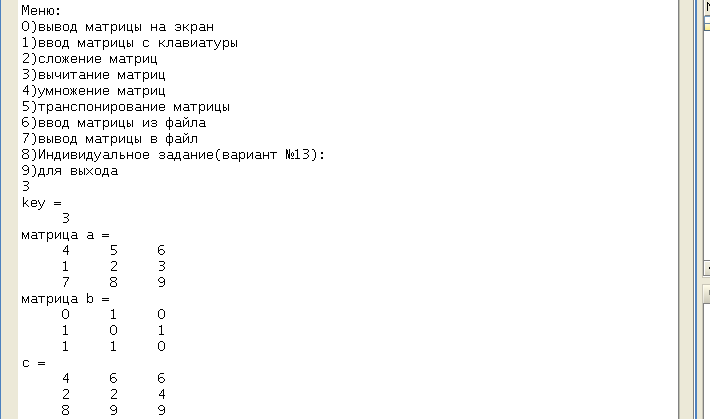 Меню:
0)вывод матрицы на экран
1)ввод матрицы с клавиатуры
2)сложение матриц
3)вычитание матриц
4)умножение матриц
5)транспонирование матрицы
6)ввод матрицы из файла
7)вывод матрицы в файл
8)Индивидуальное задание(вариант №13):
9)для выхода
3
key =
3
матрица a =
4 5 6
1 2 3
7 8 9
матрица b =
0 1 0
1 0 1
1 1 0
c =
4 6 6
2 2 4
8 9 9